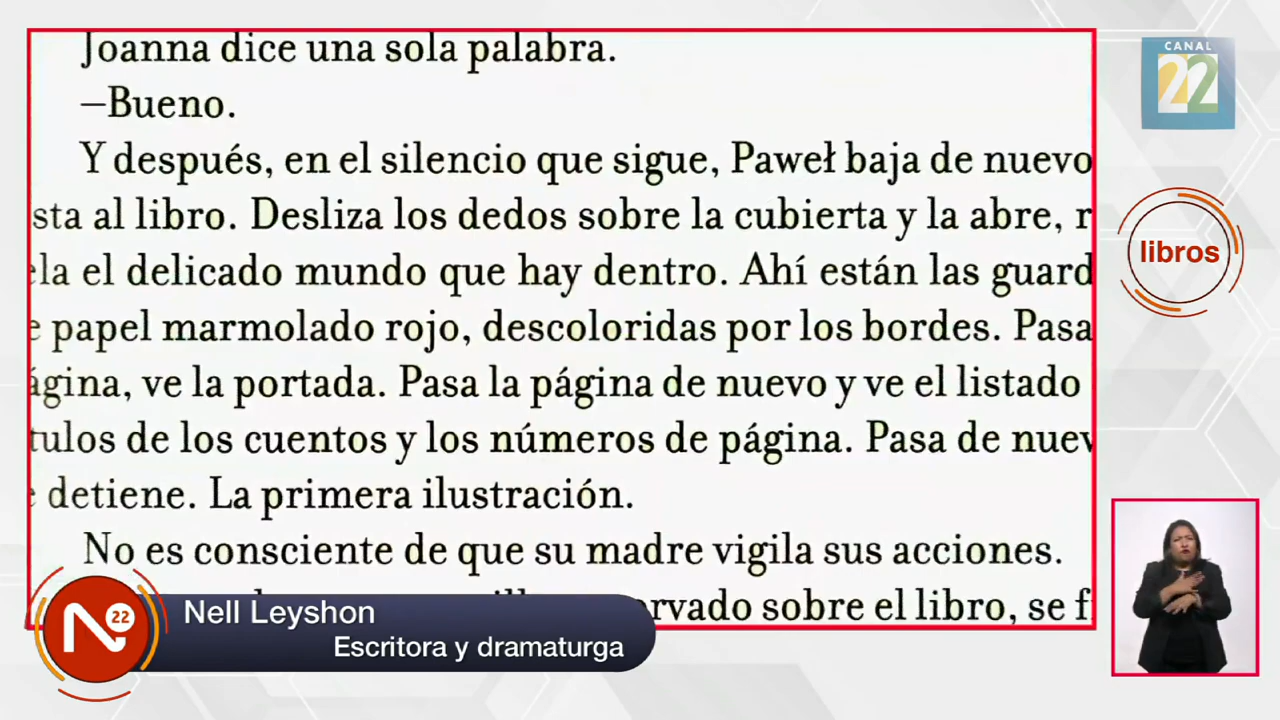 Joanna dice una sola palabra.
—Bueno.
Y después, en el silencio que sigue, Paweł baja de nuevo
sta al libro. Desliza los dedos sobre la cubierta y la abre, r
ela el delicado mundo que hay dentro. Ahí están las guard
e papel marmolado rojo, descoloridas por los bordes. Pasa
ágina, ve la portada. Pasa la página de nuevo y ve el listado
tulos de los cuentos y los números de página. Pasa de nuev
e detiene. La primera ilustración.
No es consciente de que su madre vigila sus acciones.
rvado sobre el libro, se f
CANAL
22
libros
N22
Nell Leyshon
Escritora y dramaturga